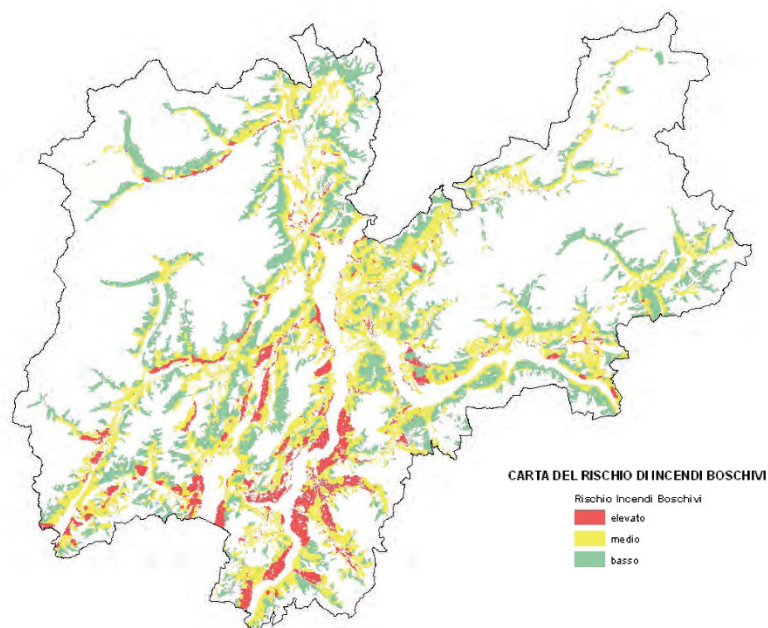 CARTA DEL RISCHIO DI INCENDI BOSCHIVI
Rischio Incendi Boschivi
elevato
medio
basso